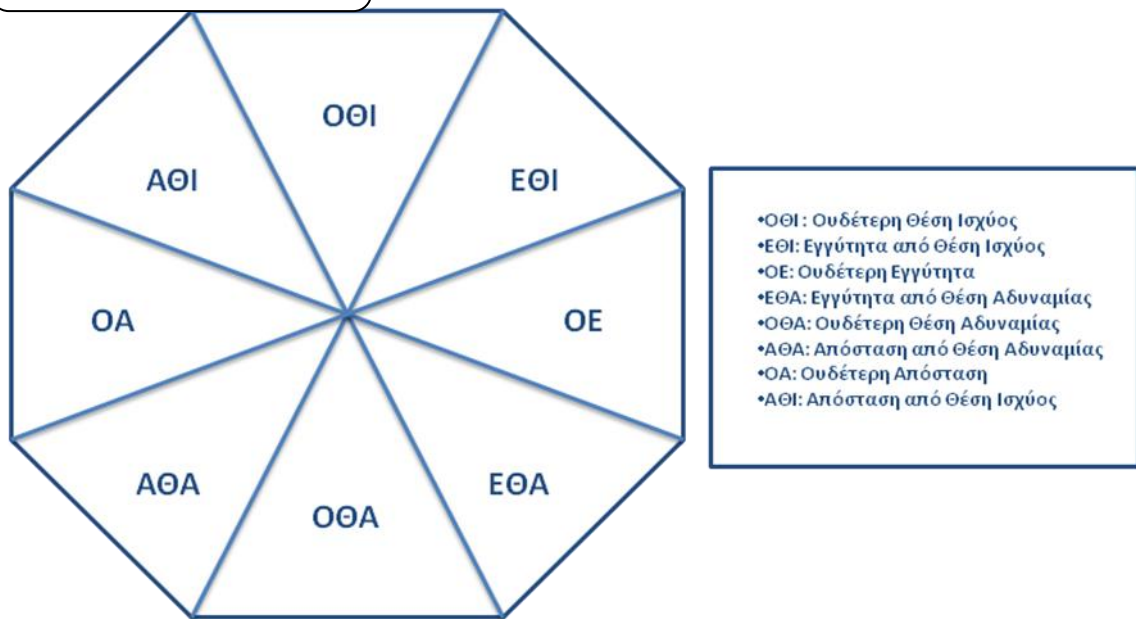 ΟΘΙ
ΑΘΙ
ΕΘΙ
ΟΑ
ΟΕ
ΑΘΑ
ΕΘΑ
ΟΘΑ
•ΟΘΙ : Ουδέτερη Θέση Ισχύος
•ΕΘΙ: Εγγύτητα από Θέση Ισχύος
•ΟΕ: Ουδέτερη Εγγύτητα
•ΕΘΑ: Εγγύτητα από Θέση Αδυναμίας
•ΟΘΑ: Ουδέτερη Θέση Αδυναμίας
•ΑΘΑ: Απόσταση από Θέση Αδυναμίας
•ΟΑ: Ουδέτερη Απόσταση
•ΑΘΙ: Απόσταση από Θέση Ισχύος